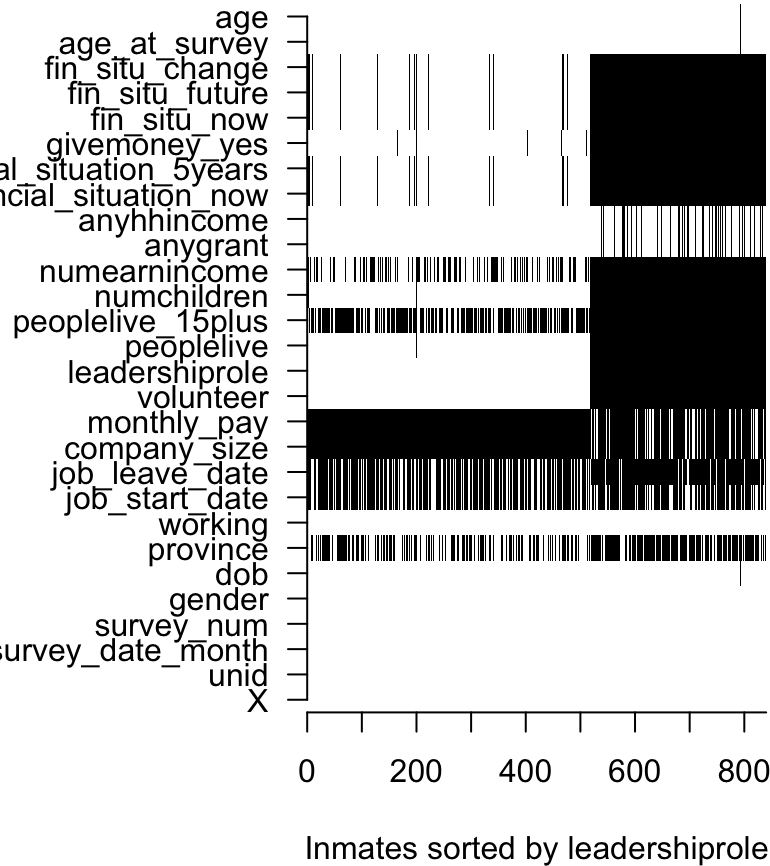 age
age_at_survey
fin_situ_change
fin_situ_future
fin_situ_now
givemoney_yes
al_situation_5years
ncial_situation_now
anyhhincome
anygrant
numearnincome
numchildren
peoplelive_15plus
peoplelive
leadershiprole
volunteer
monthly_pay
company_size
job_leave_date
job_start_date
working
province
dob
gender
survey_num
survey_date_month
unid
X
0 200 400 600 800
Inmates sorted by leadershiprole